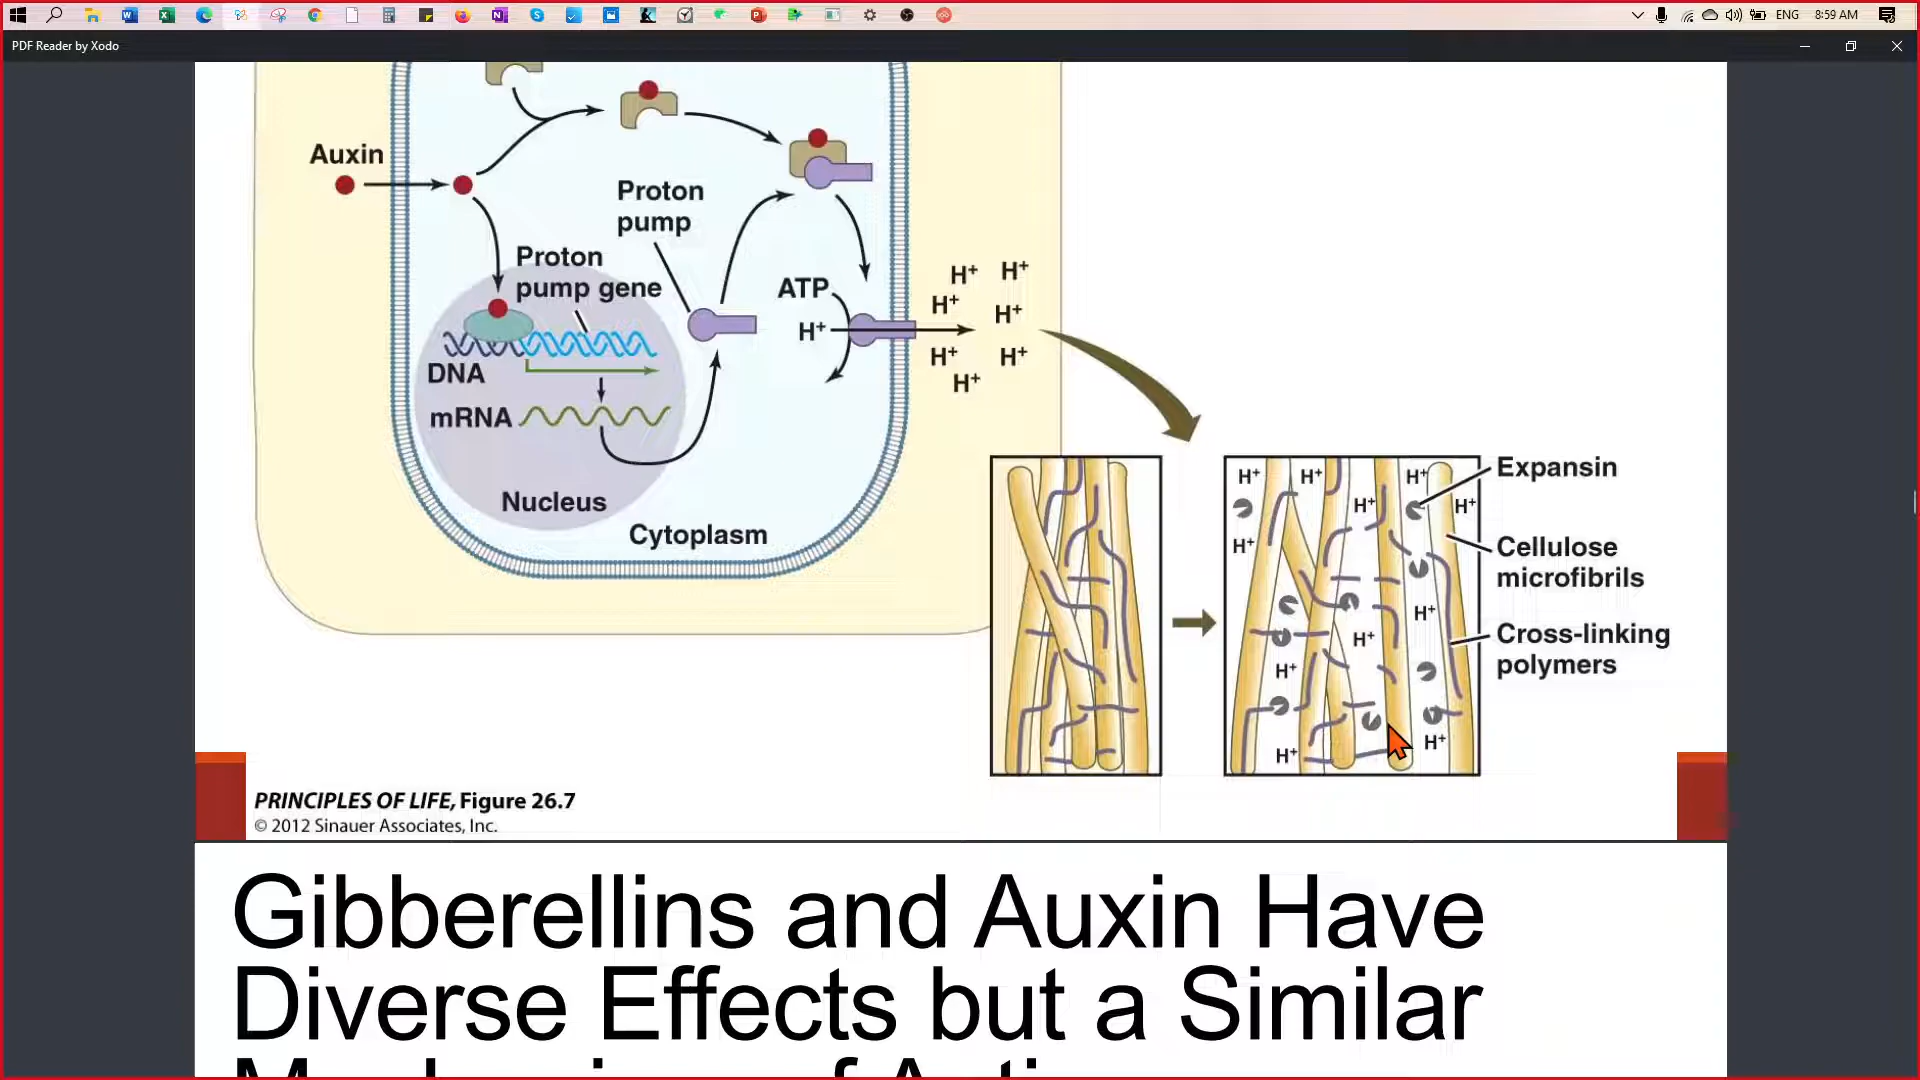 ENG 8:59 AM
PDF Reader by Xodo
Auxin
Proton
pump
Proton
pump gene
ATP
H⁺
DNA
mRNA
Nucleus
Cytoplasm
H⁺ H⁺
H⁺
H⁺
H⁺ H⁺
H⁺
H⁺ H⁺ H⁺
H⁺ H⁺
H⁺
H⁺
H⁺
H⁺
H⁺
H⁺
Expansin
Cellulose
microfibrils
Cross-linking
polymers
PRINCIPLES OF LIFE, Figure 26.7
© 2012 Sinauer Associates, Inc.
Gibberellins and Auxin Have
Diverse Effects but a Similar